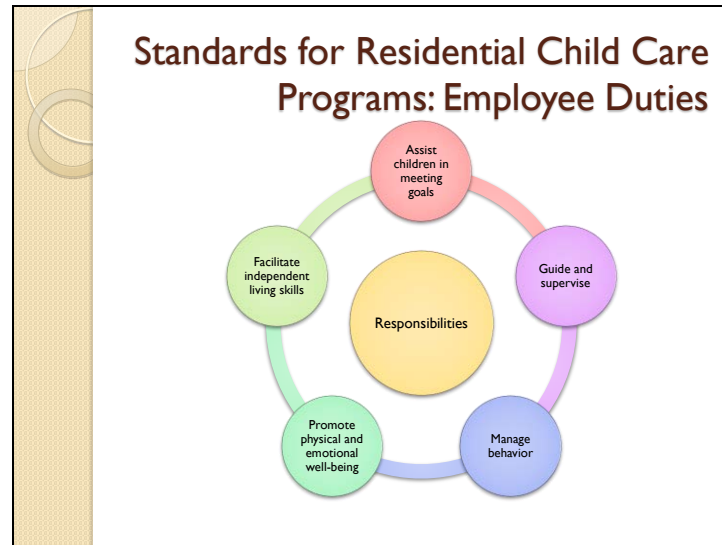 Standards for Residential Child Care
Programs: Employee Duties
Assist
children in
meeting
goals
Guide and
supervise
Manage
behavior
Promote
physical and
emotional
well-being
Facilitate
independent
living skills
Responsibilities